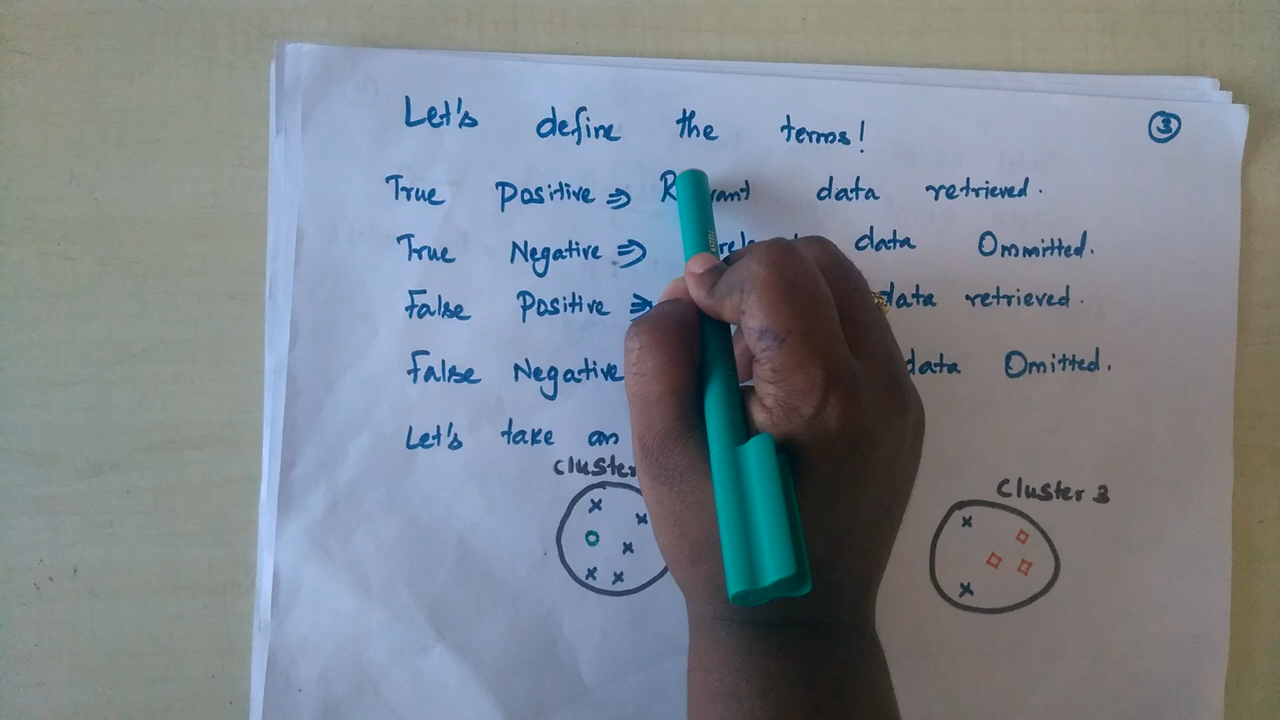 Let's define the terms!
3
True Positive ⇒ data retrieved.
True Negative ⇒ data Ommitted.
False Positive ⇒ data retrieved.
False Negative data Omitted.
Let's take an
Cluster
Cluster 3